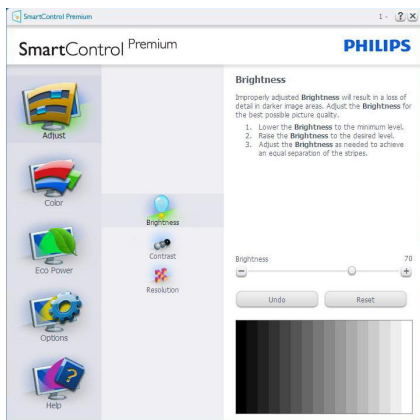 SmartControl Premium
1 - ? X
SmartControl Premium
PHILIPS
Adjust
Color
Eco Power
Options
Help
Brightness
Contrast
Resolution
Brightness
Improperly adjusted Brightness will result in a loss of
detail in darker image areas. Adjust the Brightness for
the best possible picture quality.
1. Lower the Brightness to the minimum level.
2. Raise the Brightness to the desired level.
3. Adjust the Brightness as needed to achieve
an equal separation of the stripes.
Brightness 70
Undo Reset